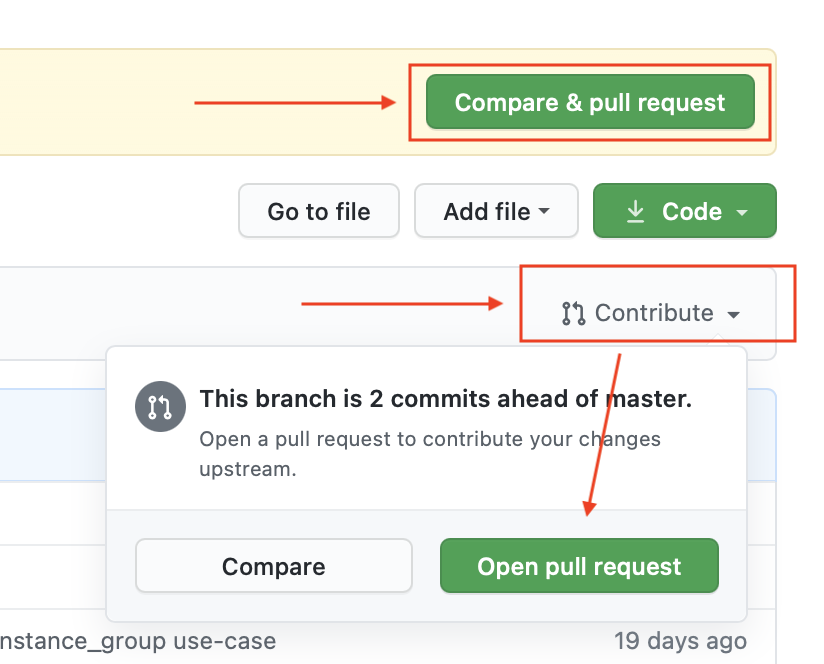 Compare & pull request
Go to file
Add file
Code
Contribute
This branch is 2 commits ahead of master.
Open a pull request to contribute your changes
upstream.
Compare
Open pull request
nstance_group use-case
19 days ago